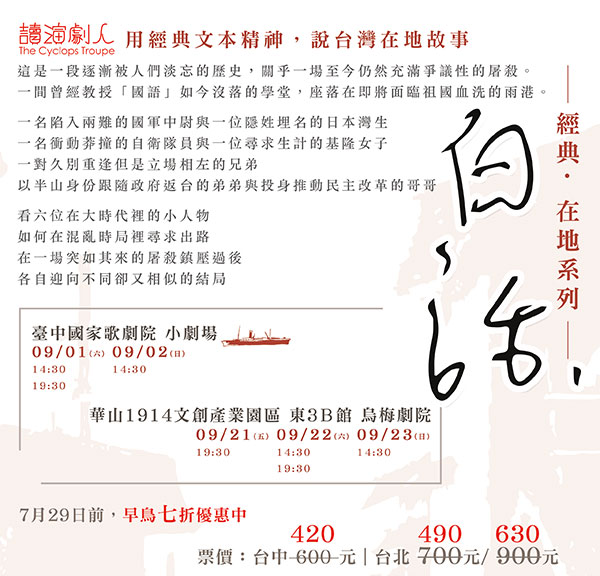 讀演劇人
The Cyclops Troupe
用經典文本精神，說台灣在地故事
這是一段逐漸被人們淡忘的歷史，關乎一場至今仍然充滿爭議性的屠殺。
一間曾經教授「國語」如今沒落的學堂，座落在即將面臨祖國血洗的雨港。
一名陷入兩難的國軍中尉與一位隱姓埋名的日本灣生
一名衝動莽撞的自衛隊員與一位尋求生計的基隆女子
一對久別重逢但是立場相左的兄弟
以半山身份跟隨政府返台的弟弟與投身推動民主改革的哥哥
看六位在大時代裡的小人物
如何在混亂時局裡尋求出路
在一場突如其來的屠殺鎮壓過後
各自迎向不同卻又相似的結局
經典．在地系列
白話
臺中國家歌劇院 小劇場
09/01(六) 09/02(日)
14:30 14:30
19:30
華山1914文創產業園區 東3B館 烏梅劇院
09/21(五) 09/22(六) 09/23(日)
19:30 14:30 14:30
19:30
7月29日前，早鳥七折優惠中
420 490 630
票價：台中 600 元 | 台北 700元/ 900元